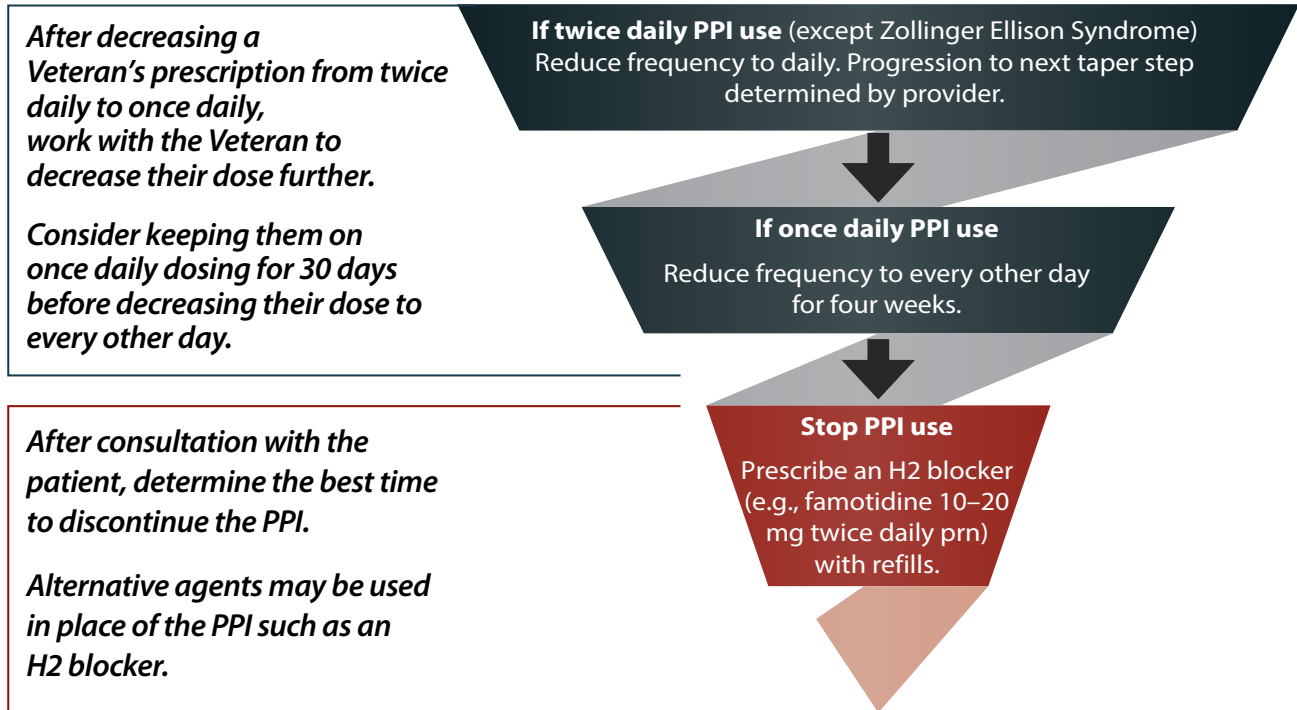 After decreasing a
Veteran’s prescription from twice
daily to once daily,
work with the Veteran to
decrease their dose further.
Consider keeping them on
once daily dosing for 30 days
before decreasing their dose to
every other day.
If twice daily PPI use (except Zollinger Ellison Syndrome)
Reduce frequency to daily. Progression to next taper step
determined by provider.
If once daily PPI use
Reduce frequency to every other day
for four weeks.
After consultation with the
patient, determine the best time
to discontinue the PPI.
Alternative agents may be used
in place of the PPI such as an
H2 blocker.
Stop PPI use
Prescribe an H2 blocker
(e.g., famotidine 10–20
mg twice daily prn)
with refills.